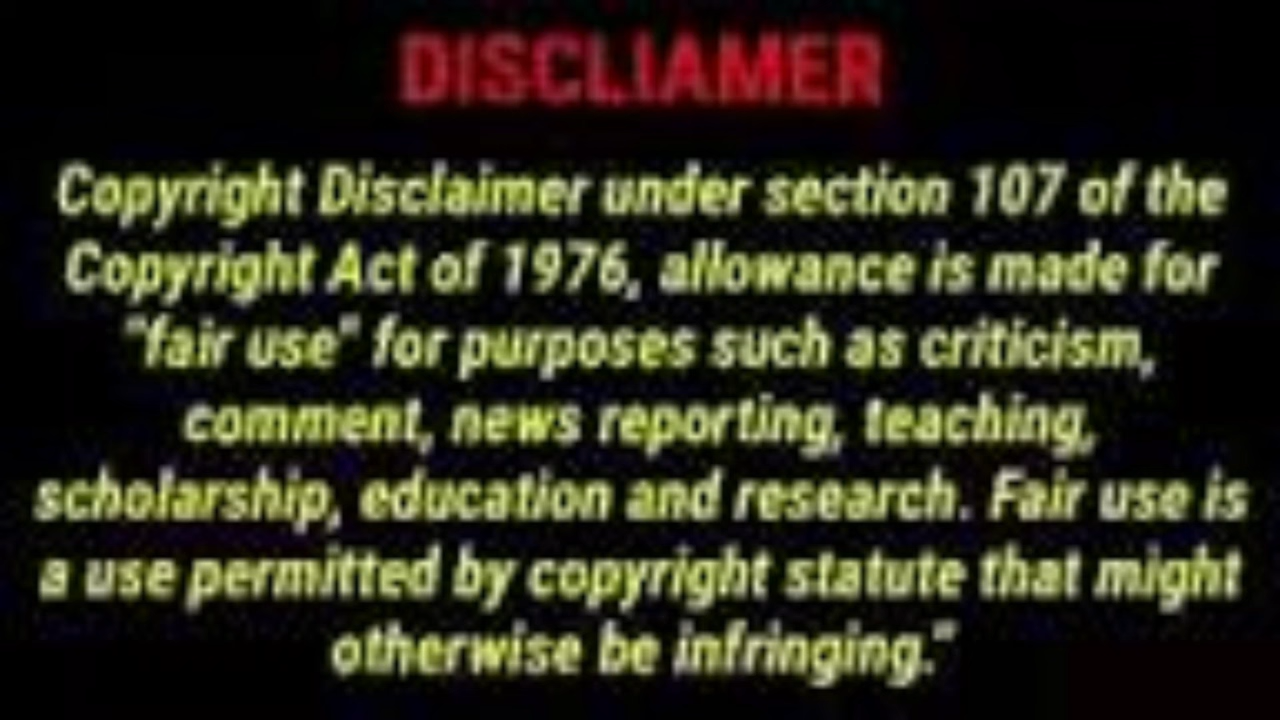 DISCLIAMER
Copyright Disclaimer under section 107 of the
Copyright Act of 1976, allowance is made for
"fair use" for purposes such as criticism,
comment, news reporting, teaching,
scholarship, education and research. Fair use is
a use permitted by copyright statute that might
otherwise be infringing."